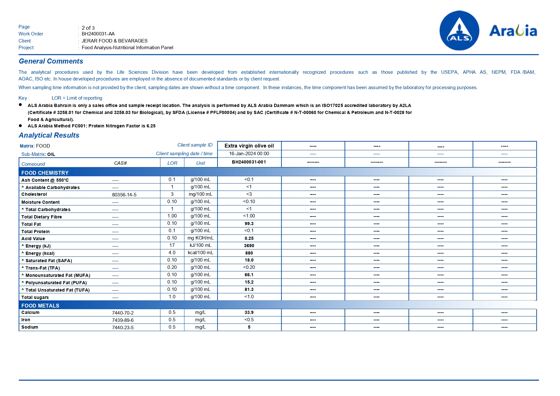 Page : 2 of 3
Work Order : BH2400031-AA
Client : JERAR FOOD & BEVARAGES
Project : Food Analysis-Nutritional Information Panel
ALS Arabia
General Comments
The analytical procedures used by the Life Sciences Division have been developed from established internationally recognized procedures such as those published by the USEPA, APHA, AS, NEPM, FDA /BAM,
AOAC, ISO etc. In house developed procedures are employed in the absence of documented standards or by client request.
When sampling time information is not provided by the client, sampling dates are shown without a time component. In these instances, the time component has been assumed by the laboratory for processing purposes.
Key : LOR = Limit of reporting
● ALS Arabia Bahrain is only a sales office and sample receipt location. The analysis is performed by ALS Arabia Dammam which is an ISO17025 accredited laboratory by A2LA
(Certificate # 3258.01 for Chemical and 3258.03 for Biological), by SFDA (License # PPLF50004) and by SAC (Certificate # N-T-00060 for Chemical & Petroleum and N-T-0029 for
Food & Agricultural).
● ALS Arabia Method FC001: Protein Nitrogen Factor is 6.25
Analytical Results
Matrix: FOOD Client sample ID Extra virgin olive oil ---- ---- ---- ----
Sub-Matrix: OIL Client sampling date / time 16-Jan-2024 00:00 ---- ---- ---- ----
Compound CAS# LOR Unit BH2400031-001 -------- -------- -------- --------
FOOD CHEMISTRY
Ash Content @ 550°C ---- 0.1 g/100 mL <0.1 ---- ---- ---- ----
* Available Carbohydrates ---- 1 g/100 mL <1 ---- ---- ---- ----
Cholesterol 80356-14-5 3 mg/100 mL <3 ---- ---- ---- ----
Moisture Content ---- 0.10 g/100 mL <0.10 ---- ---- ---- ----
* Total Carbohydrates ---- 1 g/100 mL <1 ---- ---- ---- ----
Total Dietary Fibre ---- 1.00 g/100 mL <1.00 ---- ---- ---- ----
Total Fat ---- 0.10 g/100 mL 99.2 ---- ---- ---- ----
Total Protein ---- 0.1 g/100 mL <0.1 ---- ---- ---- ----
Acid Value ---- 0.10 mg KOH/mL 0.25 ---- ---- ---- ----
* Energy (kJ) ---- 17 kJ/100 mL ---- ---- ---- ----
* Energy (kcal) ---- 4.0 kcal/100 mL ---- ---- ---- ----
* Saturated Fat (SAFA) ---- 0.10 g/100 mL 18.0 ---- ---- ---- ----
* Trans-Fat (TFA) ---- 0.20 g/100 mL <0.20 ---- ---- ---- ----
* Monounsaturated Fat (MUFA) ---- 0.10 g/100 mL 66.1 ---- ---- ---- ----
* Polyunsaturated Fat (PUFA) ---- 0.10 g/100 mL 15.2 ---- ---- ---- ----
* Total Unsaturated Fat (TUFA) ---- 0.10 g/100 mL 81.2 ---- ---- ---- ----
Total sugars ---- 1.0 g/100 mL <1.0 ---- ---- ---- ----
FOOD METALS
Calcium 7440-70-2 0.5 mg/L 33.9 ---- ---- ---- ----
Iron 7439-89-6 0.5 mg/L <0.5 ---- ---- ---- ----
Sodium 7440-23-5 0.5 mg/L 5 ---- ---- ---- ----